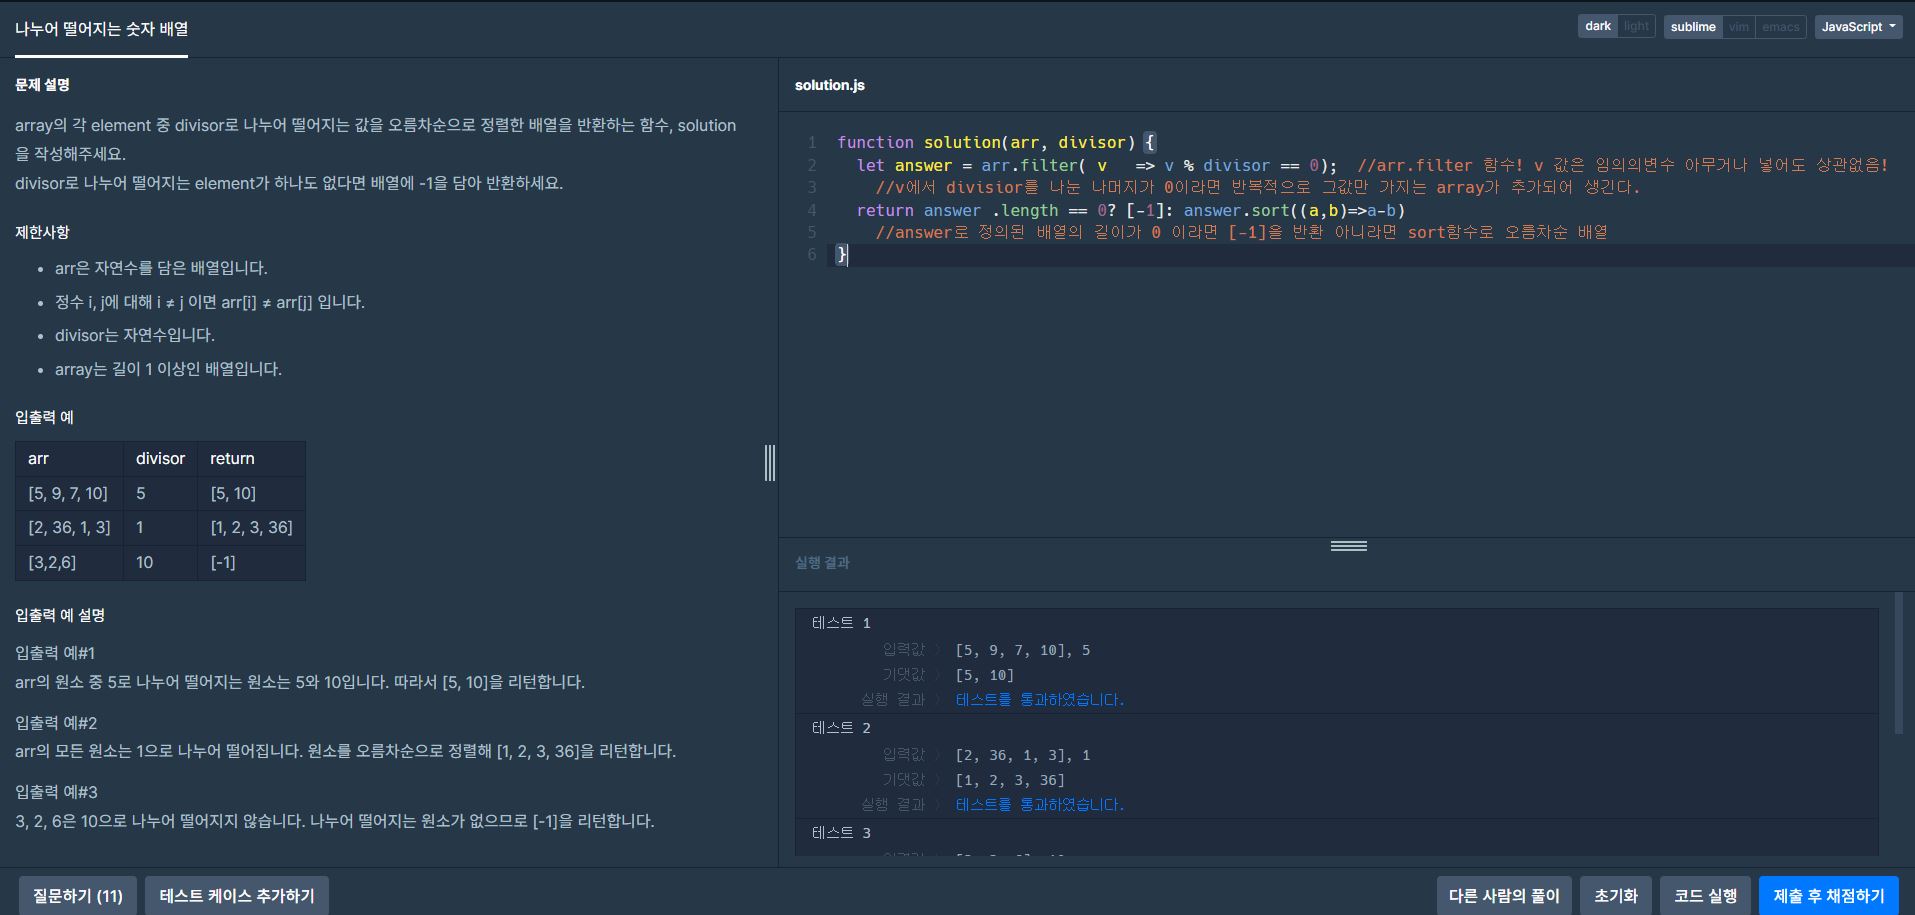 나누어 떨어지는 숫자 배열
dark light sublime vim emacs JavaScript
문제 설명
array의 각 element 중 divisor로 나누어 떨어지는 값을 오름차순으로 정렬한 배열을 반환하는 함수, solution
을 작성해주세요.
divisor로 나누어 떨어지는 element가 하나도 없다면 배열에 -1을 담아 반환하세요.
제한사항
• arr은 자연수를 담은 배열입니다.
• 정수 i, j에 대해 i ≠ j 이면 arr[i] ≠ arr[j] 입니다.
• divisor는 자연수입니다.
• array는 길이 1 이상인 배열입니다.
입출력 예
arr divisor return
[5, 9, 7, 10] 5 [5, 10]
[2, 36, 1, 3] 1 [1, 2, 3, 36]
[3,2,6] 10 [-1]
입출력 예 설명
입출력 예#1
arr의 원소 중 5로 나누어 떨어지는 원소는 5와 10입니다. 따라서 [5, 10]을 리턴합니다.
입출력 예#2
arr의 모든 원소는 1으로 나누어 떨어집니다. 원소를 오름차순으로 정렬해 [1, 2, 3, 36]을 리턴합니다.
입출력 예#3
3, 2, 6은 10으로 나누어 떨어지지 않습니다. 나누어 떨어지는 원소가 없으므로 [-1]을 리턴합니다.
solution.js
1 function solution(arr, divisor) {
2 let answer = arr.filter( v   => v % divisor == 0);  //arr.filter 함수! v 값은 임의의변수 아무거나 넣어도 상관없음!
3 //v에서 divisior를 나눈 나머지가 0이라면 반복적으로 그값만 가지는 array가 추가되어 생긴다.
4 return answer .length == 0? [-1]: answer.sort((a,b)=>a-b)
5 //answer로 정의된 배열의 길이가 0 이라면 [-1]을 반환 아니라면 sort함수로 오름차순 배열
6 }
실행 결과
테스트 1
입력값 〉 [5, 9, 7, 10], 5
기댓값 〉 [5, 10]
실행 결과 〉 테스트를 통과하였습니다.
테스트 2
입력값 〉 [2, 36, 1, 3], 1
기댓값 〉 [1, 2, 3, 36]
실행 결과 〉 테스트를 통과하였습니다.
테스트 3
질문하기 (11) 테스트 케이스 추가하기 다른 사람의 풀이 초기화 코드 실행 제출 후 채점하기